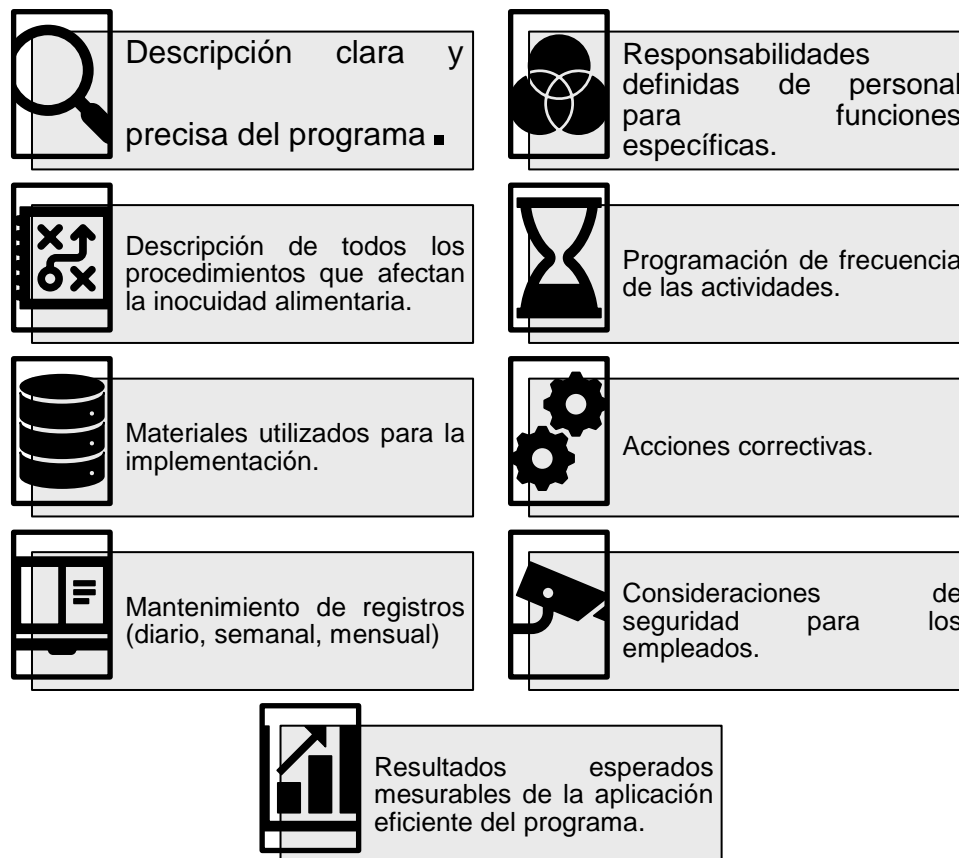 Descripción clara y
precisa del programa.
Responsabilidades
definidas de personal
para funciones
específicas.
Descripción de todos los
procedimientos que afectan
la inocuidad alimentaria.
Programación de frecuencia
de las actividades.
Materiales utilizados para la
implementación.
Acciones correctivas.
Mantenimiento de registros
(diario, semanal, mensual)
Consideraciones de
seguridad para los
empleados.
Resultados esperados
mesurables de la aplicación
eficiente del programa.